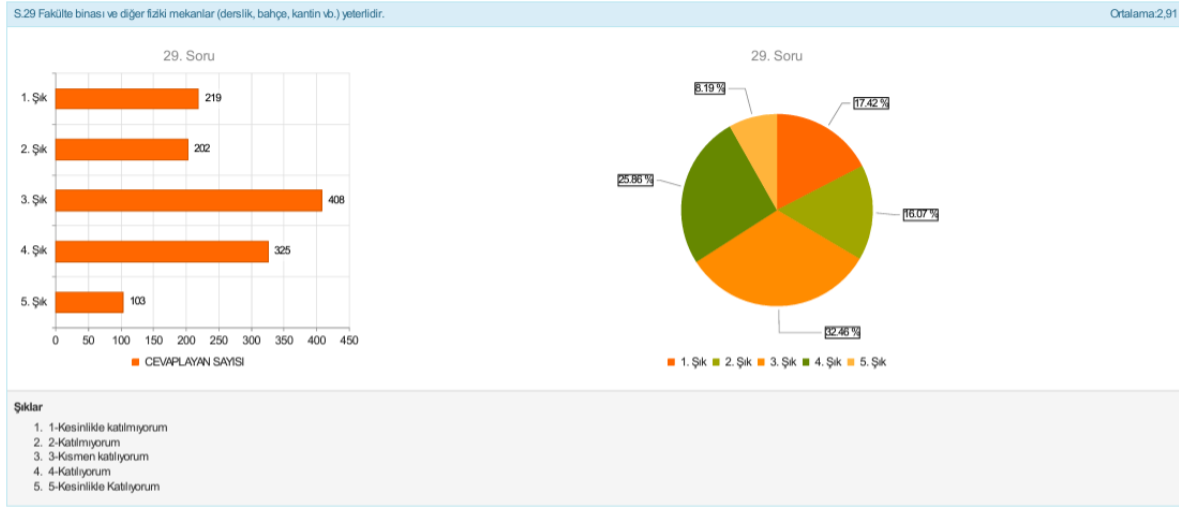 S.29 Fakülte binası ve diğer fiziki mekanlar (derslik, bahçe, kantin vb.) yeterlidir.
Ortalama:2,91
29. Soru
1. Şık
219
2. Şık
202
3. Şık
408
4. Şık
325
5. Şık
103
0 50 100 150 200 250 300 350 400 450
CEVAPLAYAN SAYISI
29. Soru
8.19 %
17.42 %
25.86 %
16.07 %
32.46 %
1. Şık 2. Şık 3. Şık 4. Şık 5. Şık
Şıklar
1. 1-Kesinlikle katılmıyorum
2. 2-Katılmıyorum
3. 3-Kısmen katılıyorum
4. 4-Katılıyorum
5. 5-Kesinlikle Katılıyorum